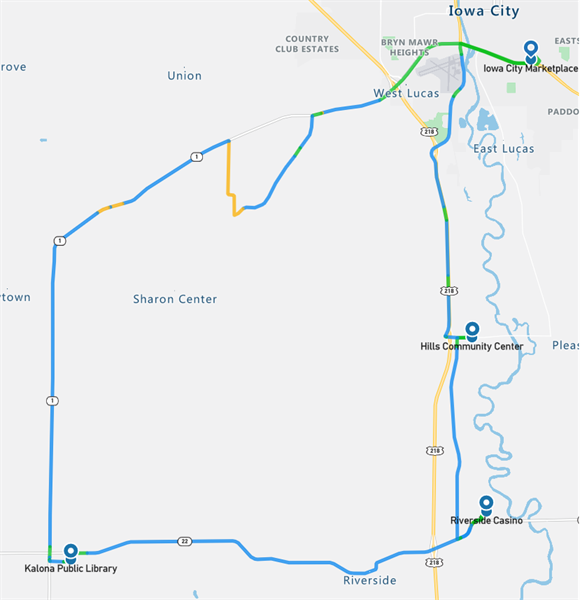 Iowa City
COUNTRY
CLUB ESTATES
BRYN MAWR
HEIGHTS
EASTS
rove
Union
Iowa City Marketplace
West Lucas
PADDO
218
East Lucas
1
1
ytown
Sharon Center
218
Hills Community Center
Pleas
1
218
Riverside Casino
22
Kalona Public Library
218
Riverside